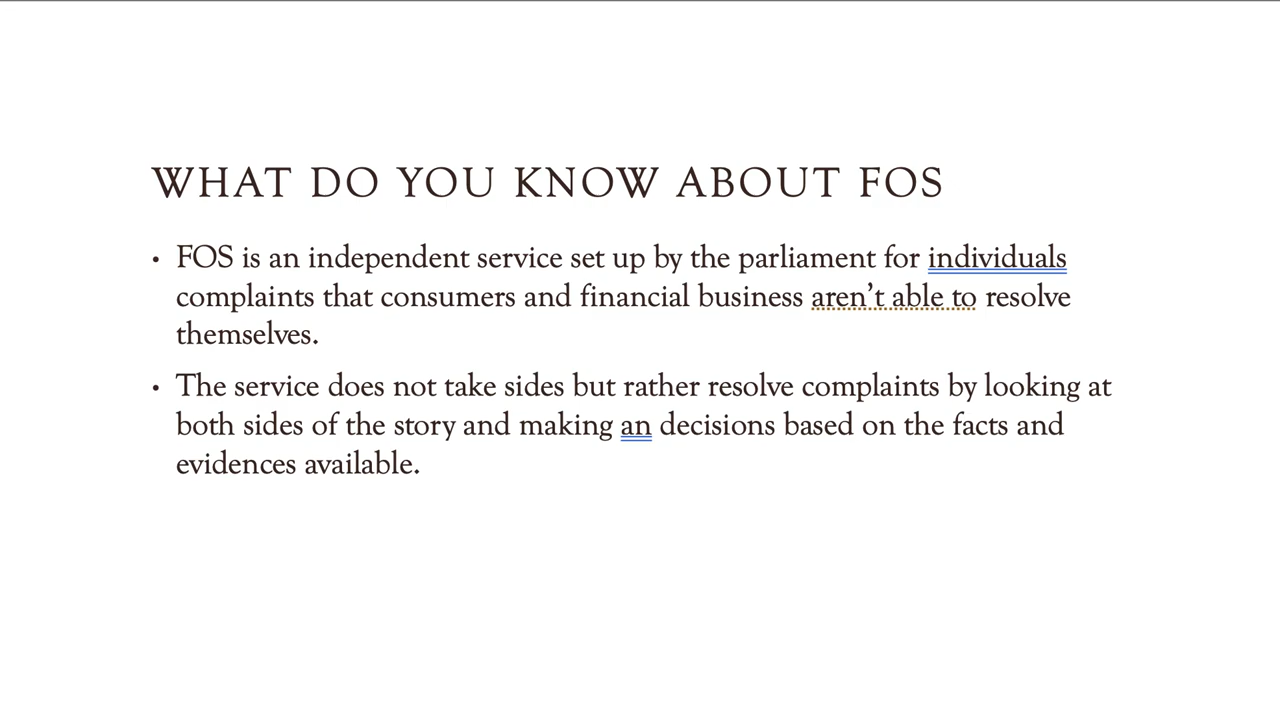 WHAT DO YOU KNOW ABOUT FOS
• FOS is an independent service set up by the parliament for individuals
complaints that consumers and financial business aren't able to resolve
themselves.
• The service does not take sides but rather resolve complaints by looking at
both sides of the story and making an decisions based on the facts and
evidences available.